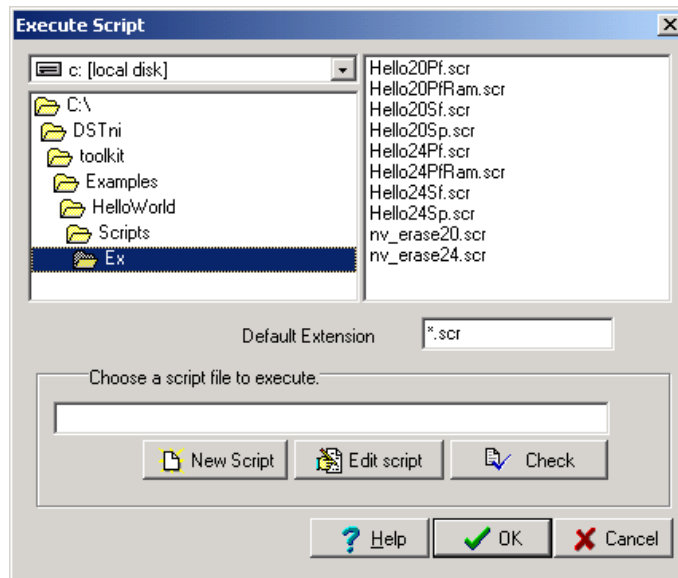 Execute Script
c: [local disk]
C:\
DSTni
toolkit
Examples
HelloWorld
Scripts
Ex
Hello20Pf.scr
Hello20PfRam.scr
Hello20Sf.scr
Hello20Sp.scr
Hello24Pf.scr
Hello24PfRam.scr
Hello24Sf.scr
Hello24Sp.scr
nv_erase20.scr
nv_erase24.scr
Default Extension *.scr
Choose a script file to execute.
New Script Edit script Check
Help OK Cancel